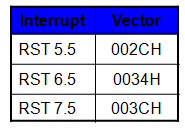 Interrupt Vector
RST 5.5 002CH
RST 6.5 0034H
RST 7.5 003CH